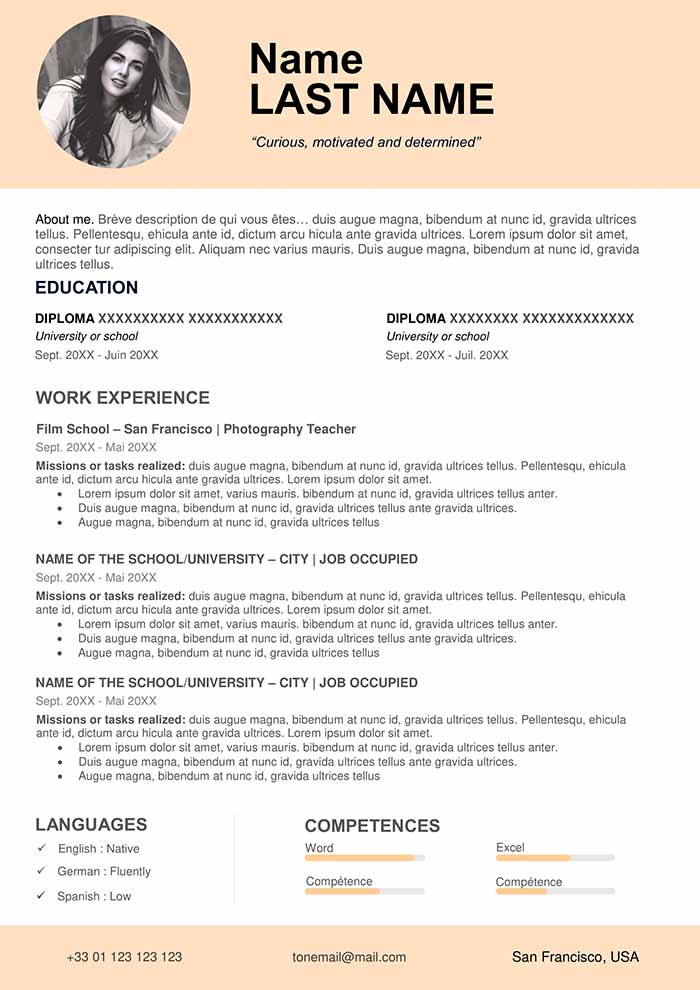 Name
LAST NAME
“Curious, motivated and determined”
About me. Brève description de qui vous êtes… duis augue magna, bibendum at nunc id, gravida ultrices
tellus. Pellentesqu, ehicula ante id, dictum arcu hicula ante gravida ultrices. Lorem ipsum dolor sit amet,
consecter tur adipiscing elit. Aliquam nec varius mauris. Duis augue magna, bibendum at nunc id, gravida
ultrices tellus.
EDUCATION
DIPLOMA XXXXXXXXXX XXXXXXXXXXX
University or school
Sept. 20XX - Juin 20XX
DIPLOMA XXXXXXXX XXXXXXXXXXXXX
University or school
Sept. 20XX - Juil. 20XX
WORK EXPERIENCE
Film School – San Francisco | Photography Teacher
Sept. 20XX - Mai 20XX
Missions or tasks realized: duis augue magna, bibendum at nunc id, gravida ultrices tellus. Pellentesqu, ehicula
ante id, dictum arcu hicula ante gravida ultrices. Lorem ipsum dolor sit amet.
• Lorem ipsum dolor sit amet, varius mauris. bibendum at nunc id, gravida ultrices tellus anter.
• Duis augue magna, bibendum at nunc id, gravida ultrices tellus ante gravida ultrices.
• Augue magna, bibendum at nunc id, gravida ultrices tellus
NAME OF THE SCHOOL/UNIVERSITY – CITY | JOB OCCUPIED
Sept. 20XX - Mai 20XX
Missions or tasks realized: duis augue magna, bibendum at nunc id, gravida ultrices tellus. Pellentesqu, ehicula
ante id, dictum arcu hicula ante gravida ultrices. Lorem ipsum dolor sit amet.
• Lorem ipsum dolor sit amet, varius mauris. bibendum at nunc id, gravida ultrices tellus anter.
• Duis augue magna, bibendum at nunc id, gravida ultrices tellus ante gravida ultrices.
• Augue magna, bibendum at nunc id, gravida ultrices tellus
NAME OF THE SCHOOL/UNIVERSITY – CITY | JOB OCCUPIED
Sept. 20XX - Mai 20XX
Missions or tasks realized: duis augue magna, bibendum at nunc id, gravida ultrices tellus. Pellentesqu, ehicula
ante id, dictum arcu hicula ante gravida ultrices. Lorem ipsum dolor sit amet.
• Lorem ipsum dolor sit amet, varius mauris. bibendum at nunc id, gravida ultrices tellus anter.
• Duis augue magna, bibendum at nunc id, gravida ultrices tellus ante gravida ultrices.
• Augue magna, bibendum at nunc id, gravida ultrices tellus
LANGUAGES
✓ English : Native
✓ German : Fluently
✓ Spanish : Low
COMPETENCES
Word
Excel
Compétence
Compétence
+33 01 123 123 123
tonemail@mail.com
San Francisco, USA